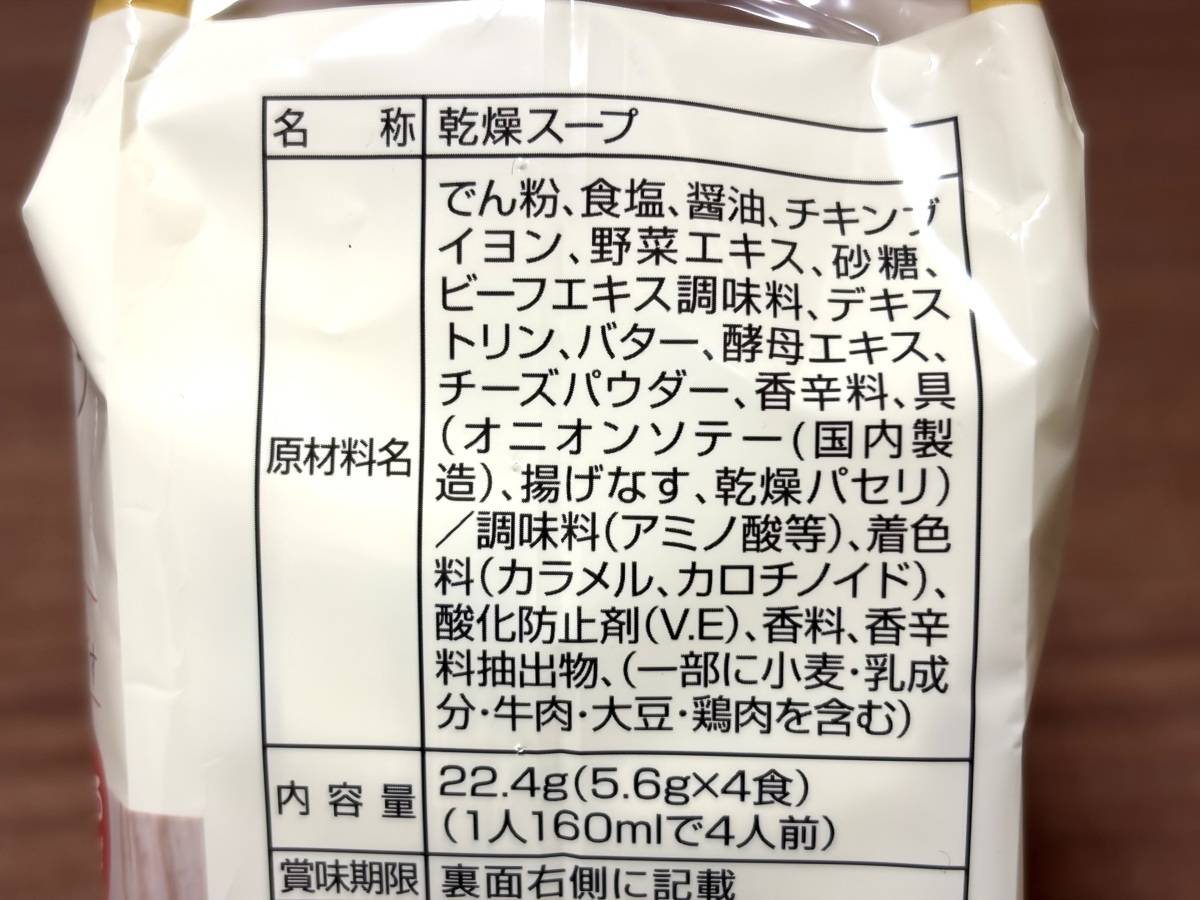 名称 乾燥スープ
原材料名
でん粉、食塩、醤油、チキンブ
イヨン、野菜エキス、砂糖、
ビーフエキス調味料、デキス
トリン、バター、酵母エキス、
チーズパウダー、香辛料、具
（オニオンソテー（国内製
造）、揚げなす、乾燥パセリ）
／調味料（アミノ酸等）、着色
料（カラメル、カロチノイド）、
酸化防止剤（V.E）、香料、香辛
料抽出物、（一部に小麦・乳成
分・牛肉・大豆・鶏肉を含む）
内容量 22.4g（5.6g×4食）
（1人160mlで4人前）
賞味期限 裏面右側に記載